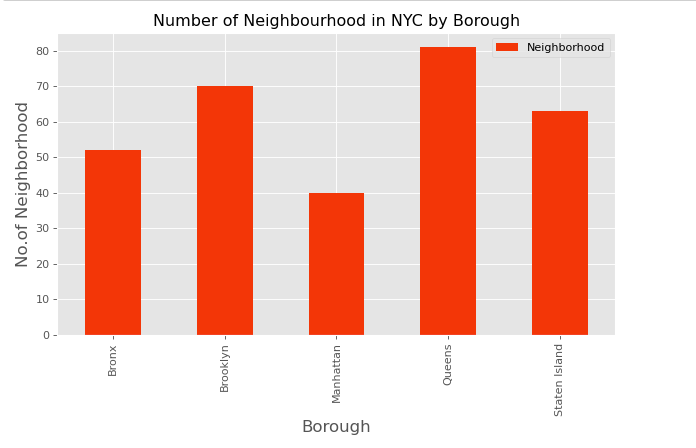 Number of Neighbourhood in NYC by Borough
Neighborhood
No.of Neighborhood
80
70
60
50
40
30
20
10
0
Bronx
Brooklyn
Manhattan
Queens
Staten Island
Borough